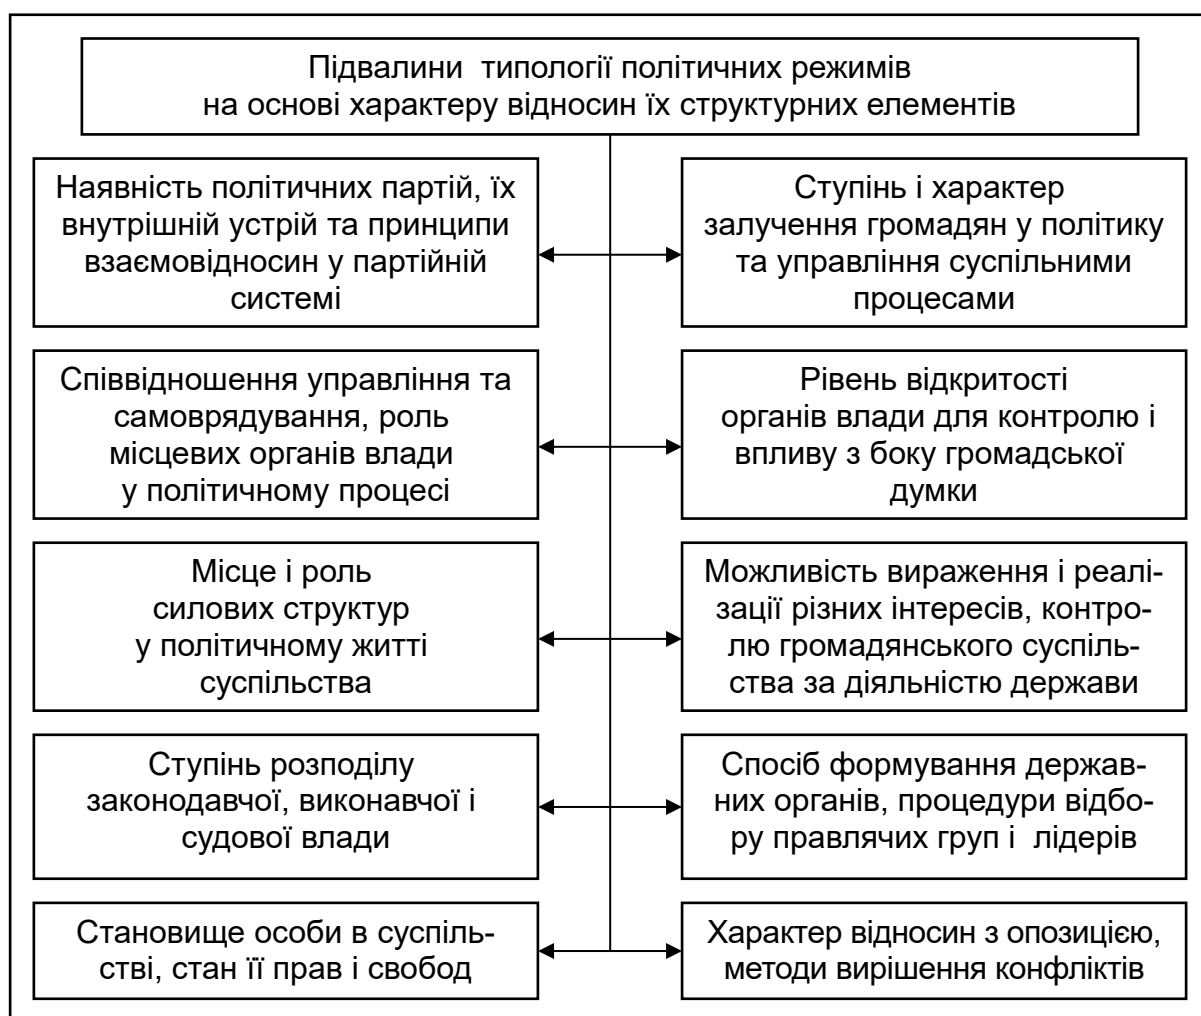 Підвалини типології політичних режимів
на основі характеру відносин їх структурних елементів
Наявність політичних партій, їх
внутрішній устрій та принципи
взаємовідносин у партійній
системі
Ступінь і характер
залучення громадян у політику
та управління суспільними
процесами
Співвідношення управління та
самоврядування, роль
місцевих органів влади
у політичному процесі
Рівень відкритості
органів влади для контролю і
впливу з боку громадської
думки
Місце і роль
силових структур
у політичному житті
суспільства
Можливість вираження і реалі-
зації різних інтересів, контро-
лю громадянського суспіль-
ства за діяльністю держави
Ступінь розподілу
законодавчої, виконавчої і
судової влади
Спосіб формування держав-
них органів, процедури відбо-
ру правлячих груп і лідерів
Становище особи в суспіль-
стві, стан її прав і свобод
Характер відносин з опозицією,
методи вирішення конфліктів